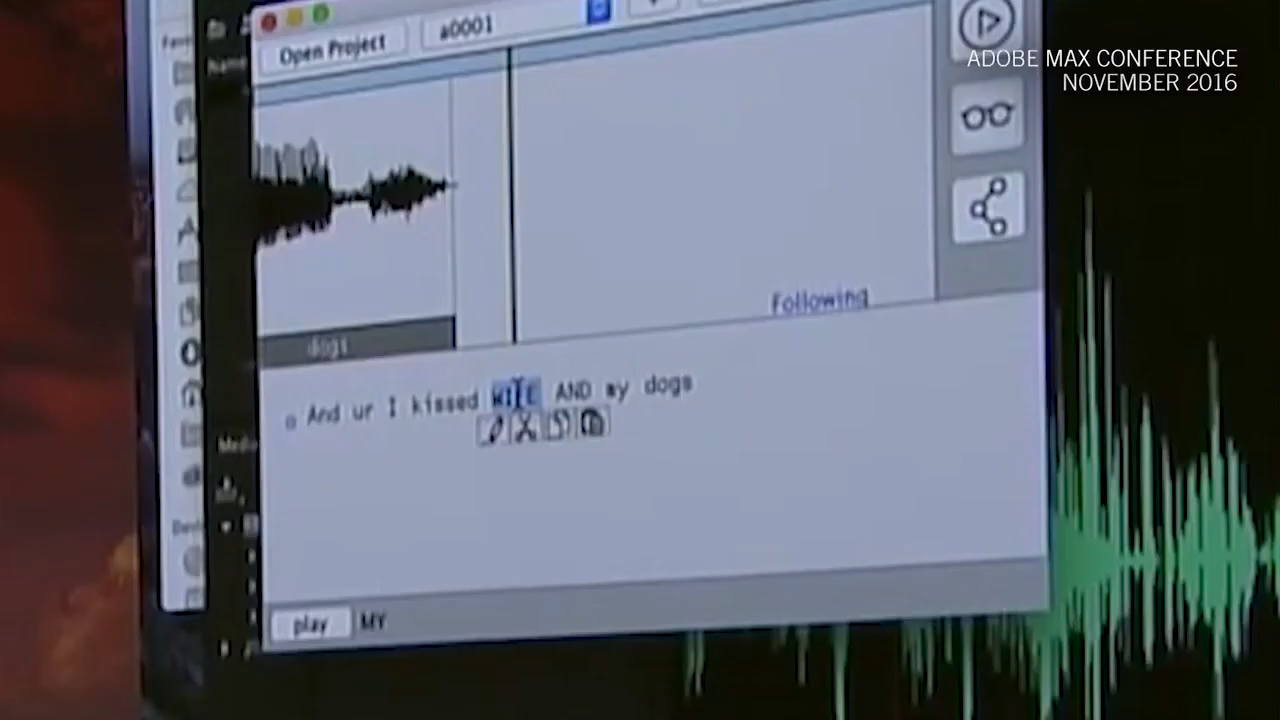 ADOBE MAX CONFERENCE
NOVEMBER 2016
Open Project
a0001
Name
Following
dogs
o And ur I kissed WIFE AND my dogs
play MY